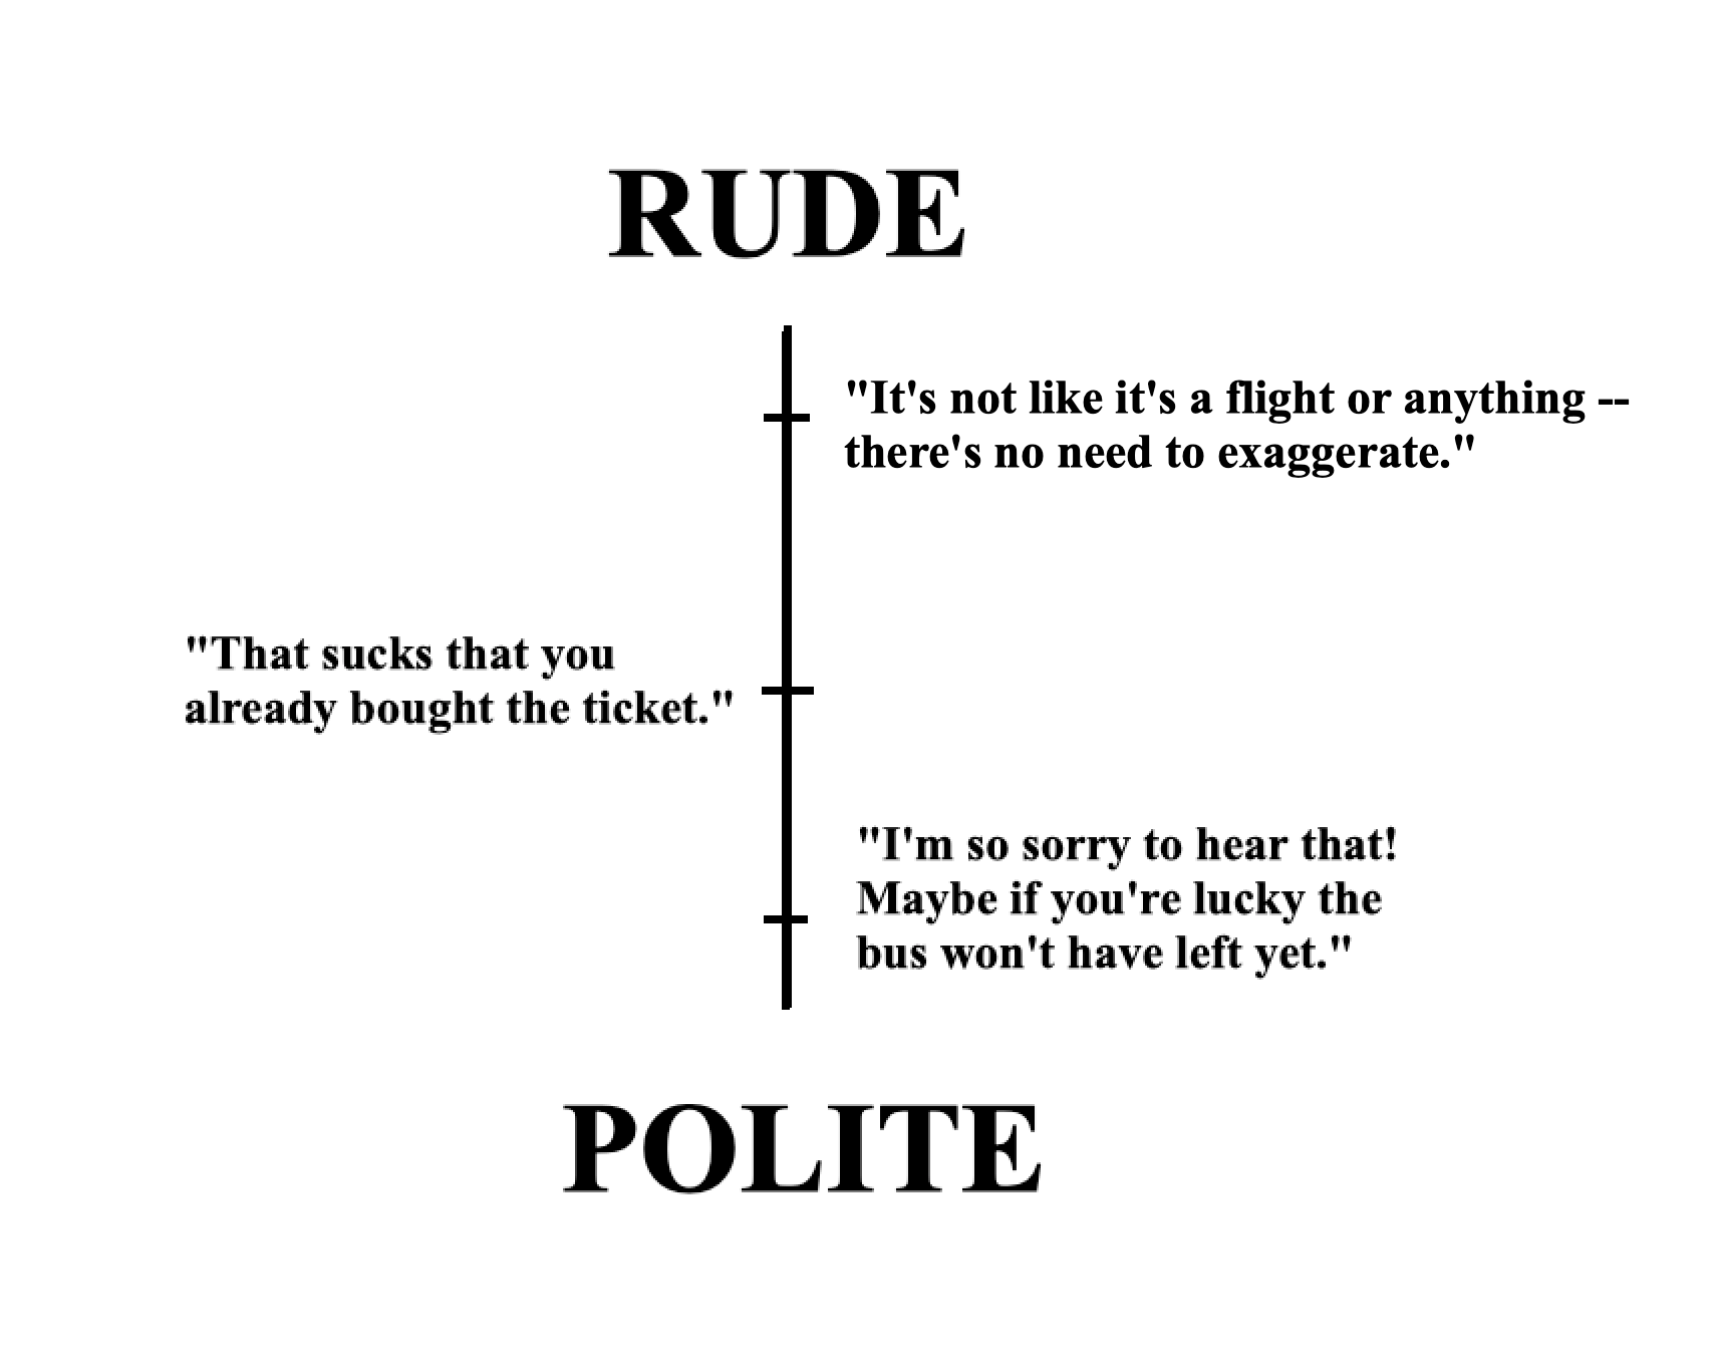 RUDE
"It's not like it's a flight or anything --
there's no need to exaggerate."
"That sucks that you
already bought the ticket."
"I'm so sorry to hear that!
Maybe if you're lucky the
bus won't have left yet."
POLITE